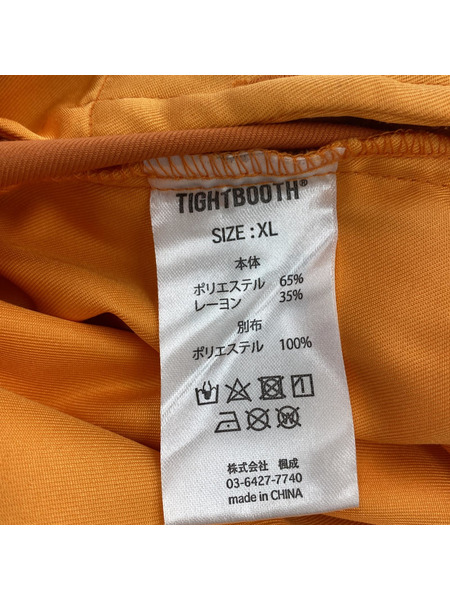 TIGHTBOOTH®
SIZE : XL
本体
ポリエステル 65%
レーヨン 35%
別布
ポリエステル 100%
株式会社 楓成
03-6427-7740
made in CHINA